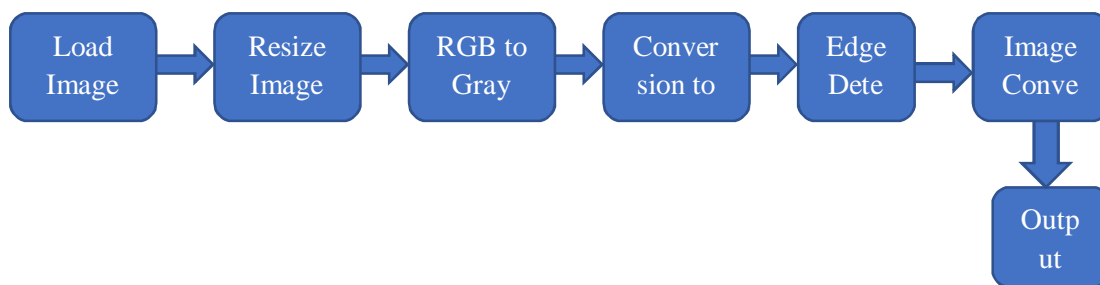 Load
Image
Resize
Image
RGB to
Gray
Conver
sion to
Edge
Dete
Image
Conve
Outp
ut